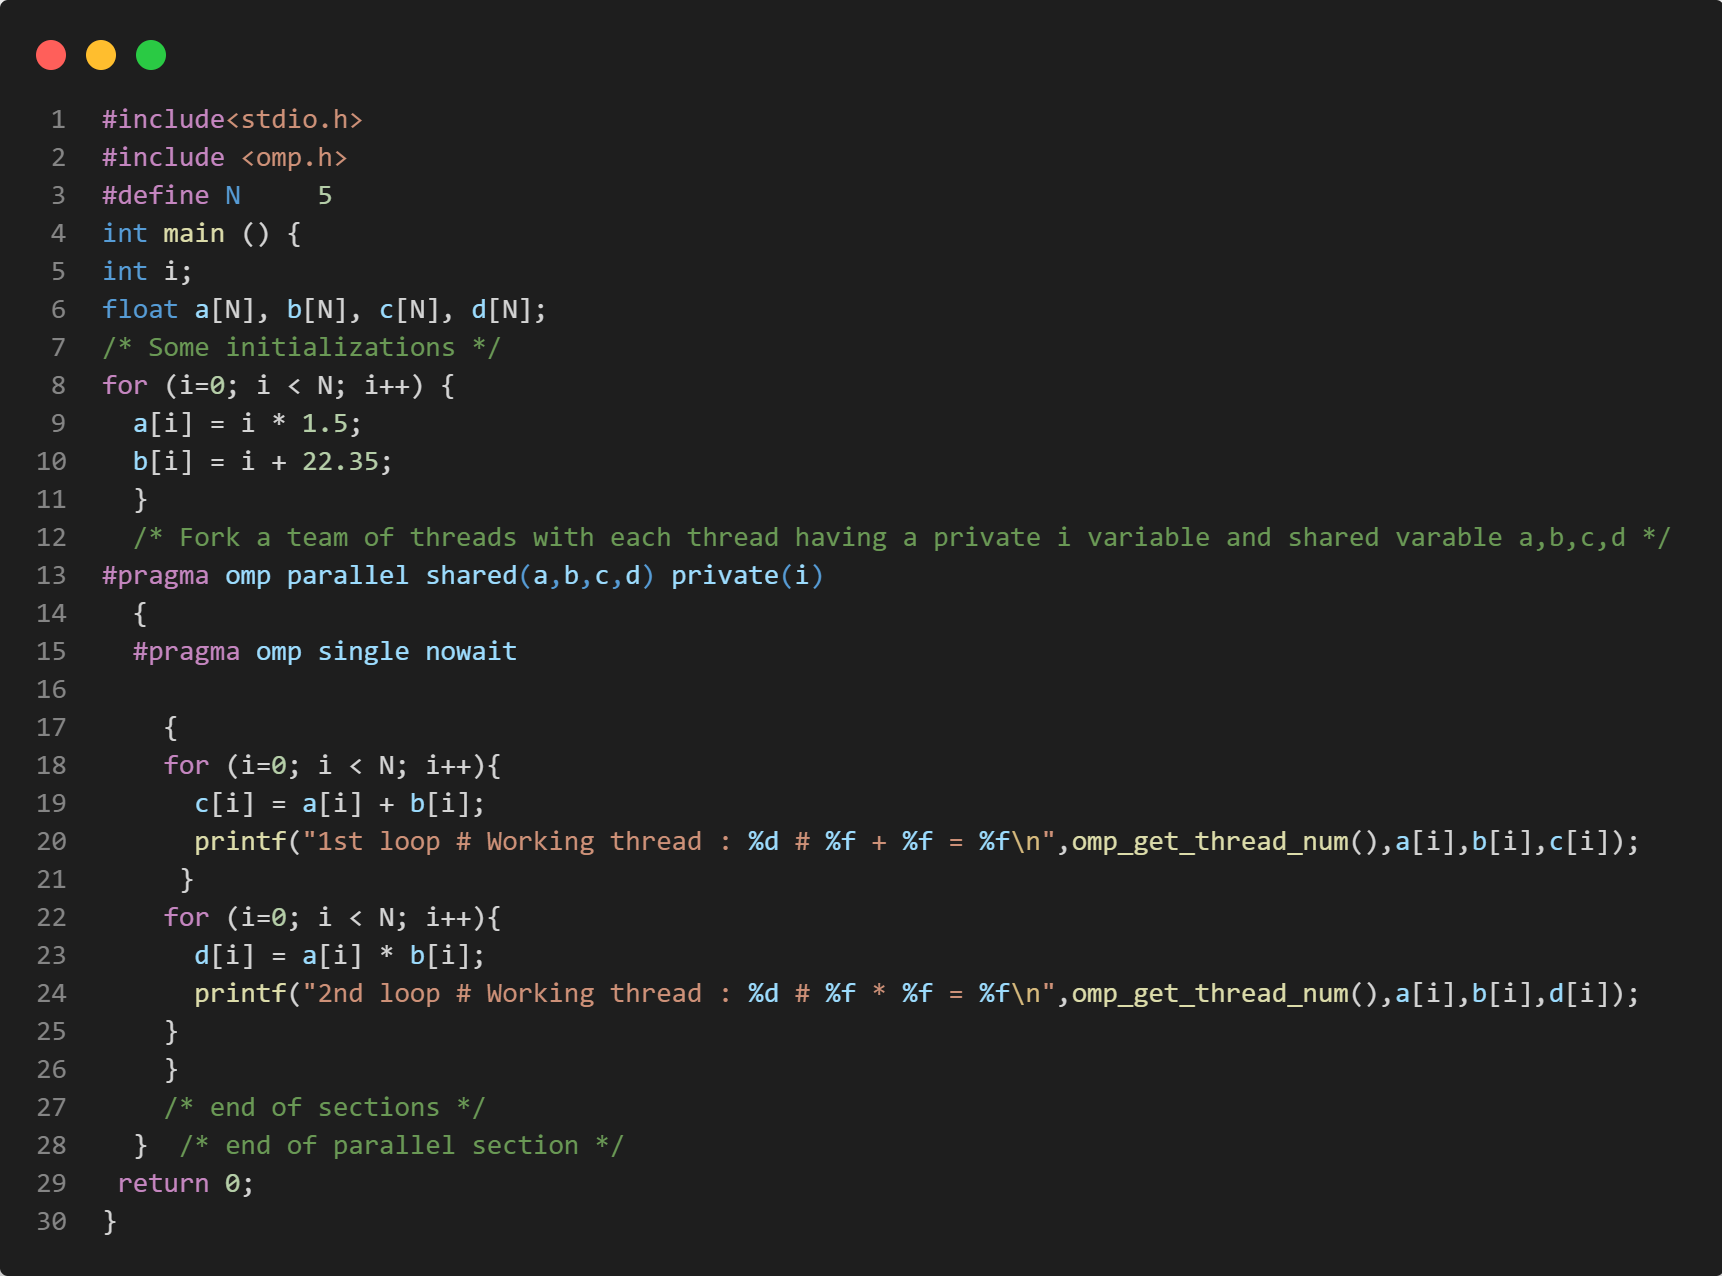 1 #include<stdio.h>
2 #include <omp.h>
3 #define N     5
4 int main () {
5 int i;
6 float a[N], b[N], c[N], d[N];
7 /* Some initializations */
8 for (i=0; i < N; i++) {
9   a[i] = i * 1.5;
10   b[i] = i + 22.35;
11   }
12   /* Fork a team of threads with each thread having a private i variable and shared varable a,b,c,d */
13 #pragma omp parallel shared(a,b,c,d) private(i)
14   {
15   #pragma omp single nowait
16
17     {
18     for (i=0; i < N; i++){
19       c[i] = a[i] + b[i];
20       printf("1st loop # Working thread : %d # %f + %f = %f\n",omp_get_thread_num(),a[i],b[i],c[i]);
21      }
22     for (i=0; i < N; i++){
23       d[i] = a[i] * b[i];
24       printf("2nd loop # Working thread : %d # %f * %f = %f\n",omp_get_thread_num(),a[i],b[i],d[i]);
25     }
26     }
27     /* end of sections */
28   }  /* end of parallel section */
29  return 0;
30 }